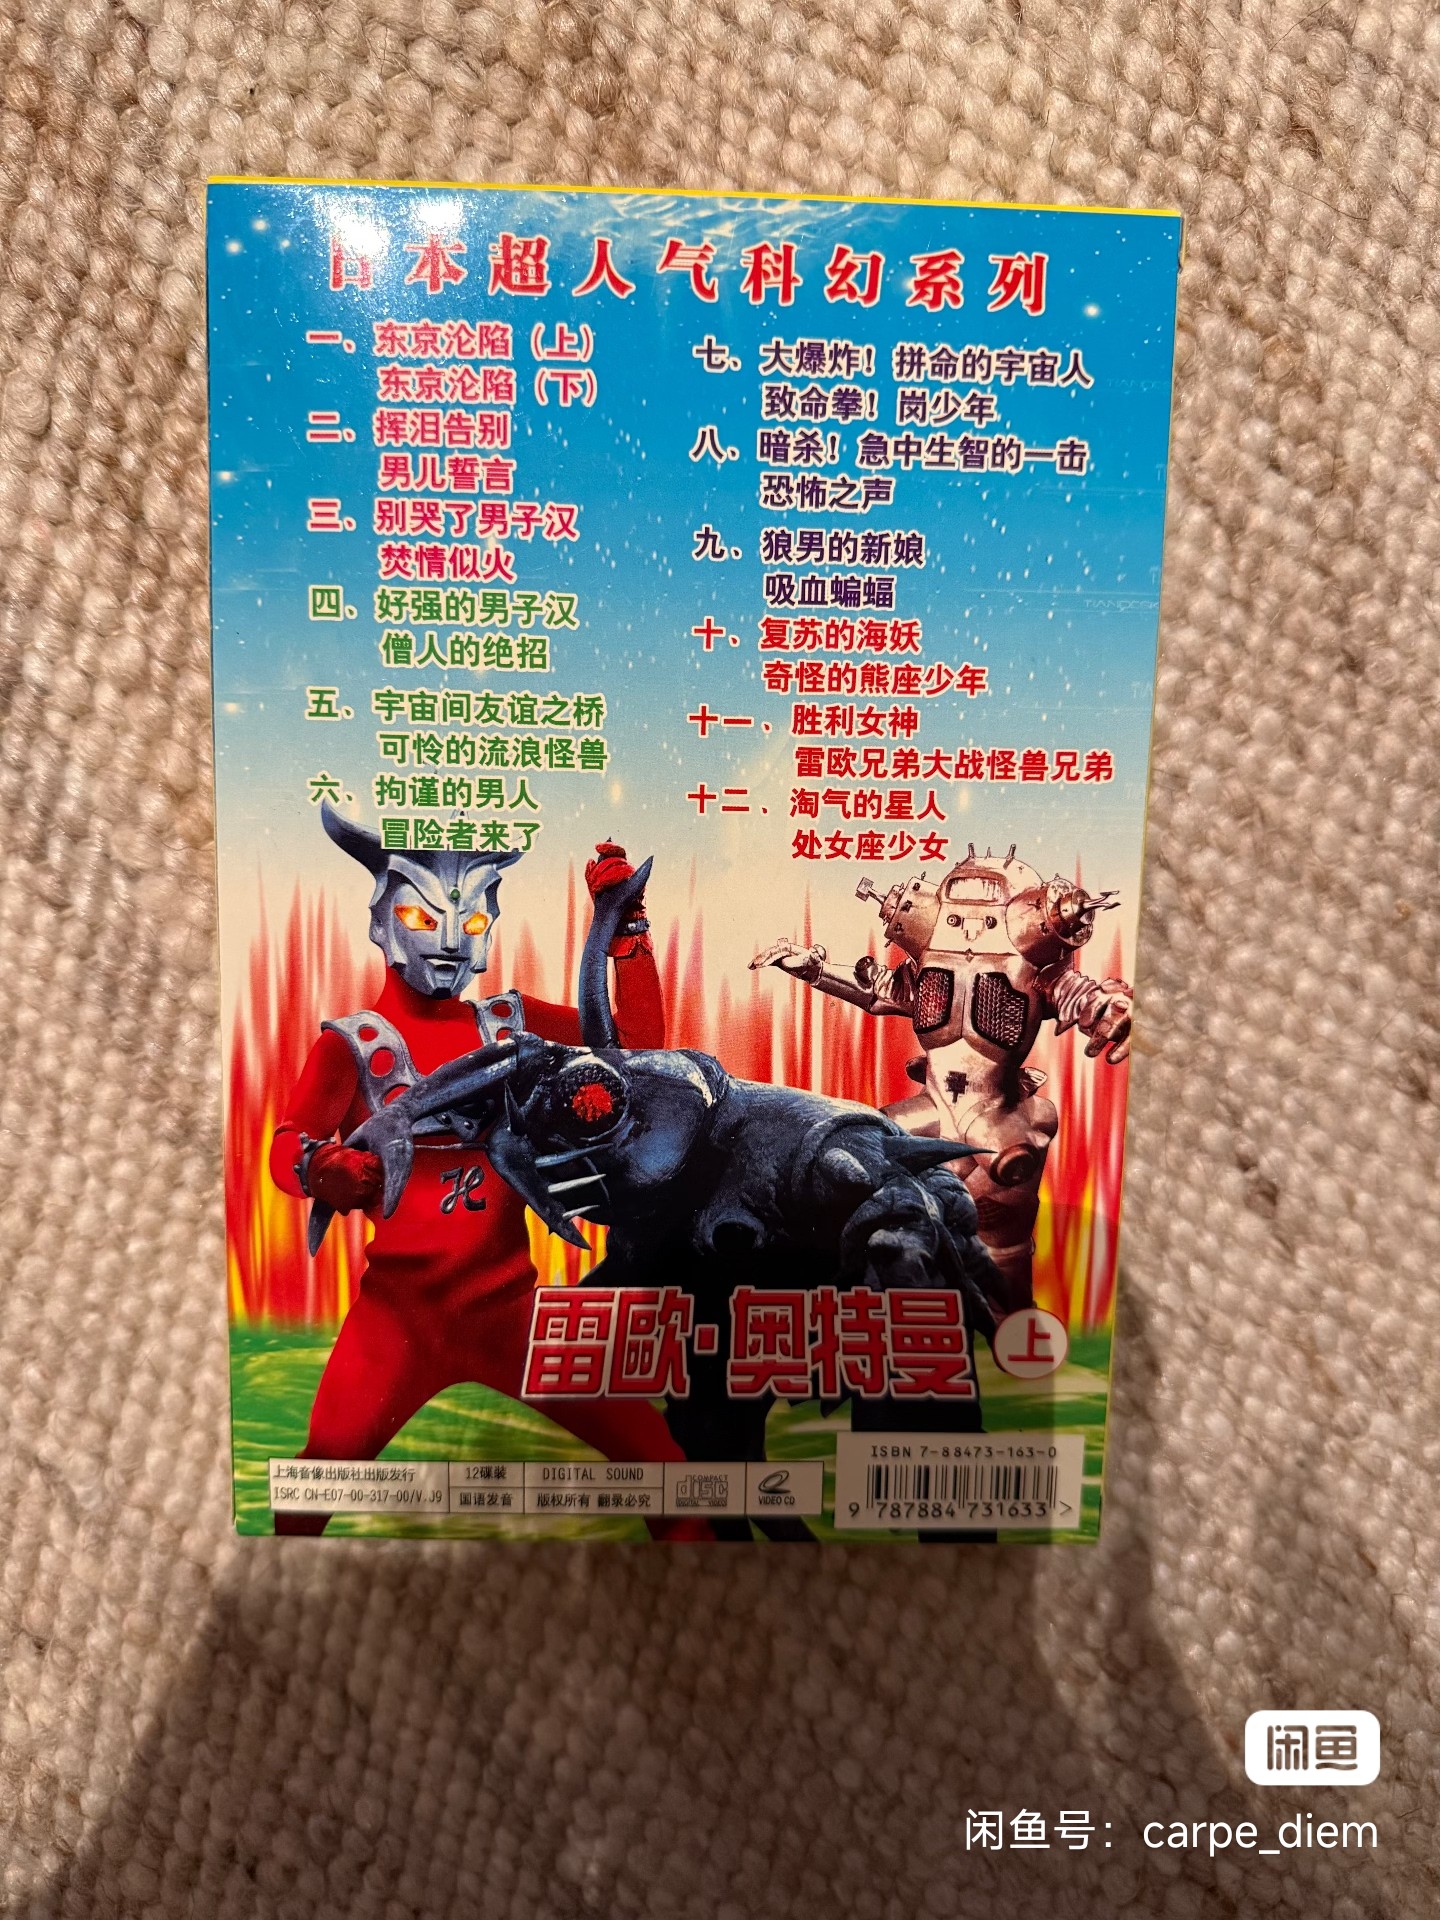 日本超人气科幻系列
一、东京沦陷（上）
东京沦陷（下）
二、挥泪告别
男儿誓言
三、别哭了男子汉
焚情似火
四、好强的男子汉
僧人的绝招
五、宇宙间友谊之桥
可怜的流浪怪兽
六、拘谨的男人
冒险者来了
七、大爆炸！拼命的宇宙人
致命拳！岗少年
八、暗杀！急中生智的一击
恐怖之声
九、狼男的新娘
吸血蝙蝠
十、复苏的海妖
奇怪的熊座少年
十一、胜利女神
雷欧兄弟大战怪兽兄弟
十二、淘气的星人
处女座少女
雷歐·奥特曼 上
上海音像出版社出版发行
ISRC CN-E07-00-317-00/V.J9
12碟裝
国语发音
DIGITAL SOUND
版权所有 翻录必究
COMPACT
DISC
DIGITAL VIDEO
VIDEO CD
ISBN 7-88473-163-0
9 787884 731633 >
闲鱼
闲鱼号：carpe_diem